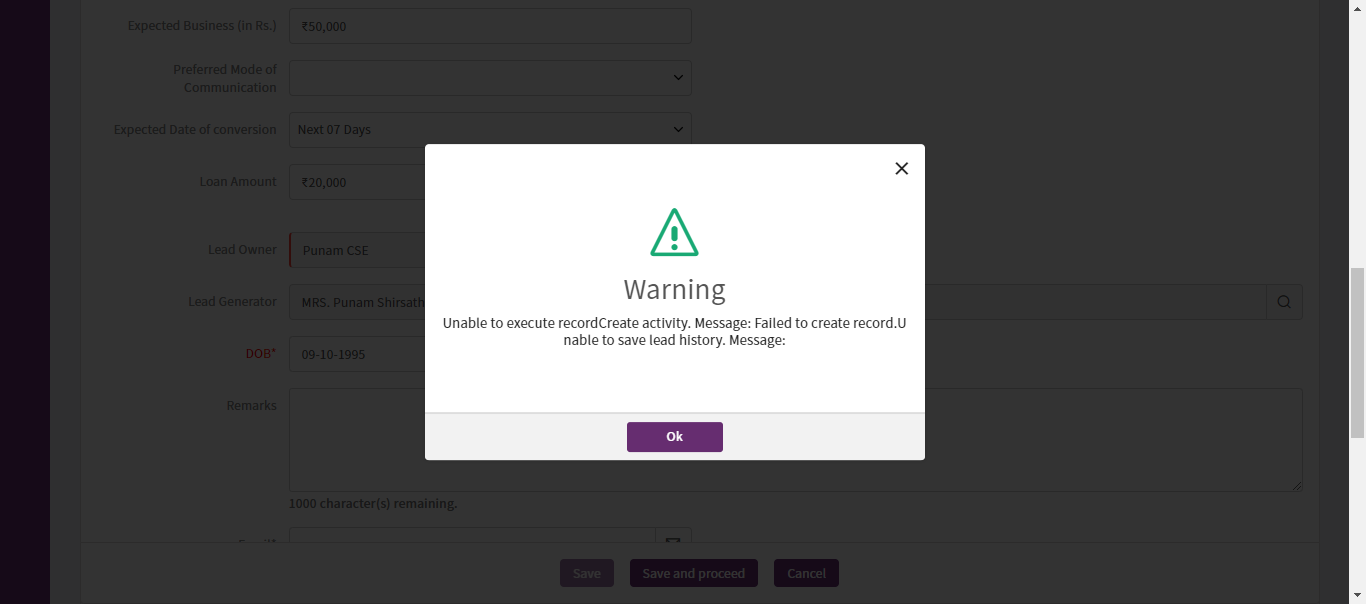 Expected Business (in Rs.) ₹50,000
Preferred Mode of
Communication
Expected Date of conversion Next 07 Days
Loan Amount ₹20,000
Lead Owner Punam CSE
Lead Generator MRS. Punam Shirsath
DOB* 09-10-1995
Remarks
Warning
Unable to execute recordCreate activity. Message: Failed to create record.U
nable to save lead history. Message:
Ok
1000 character(s) remaining.
Save Save and proceed Cancel